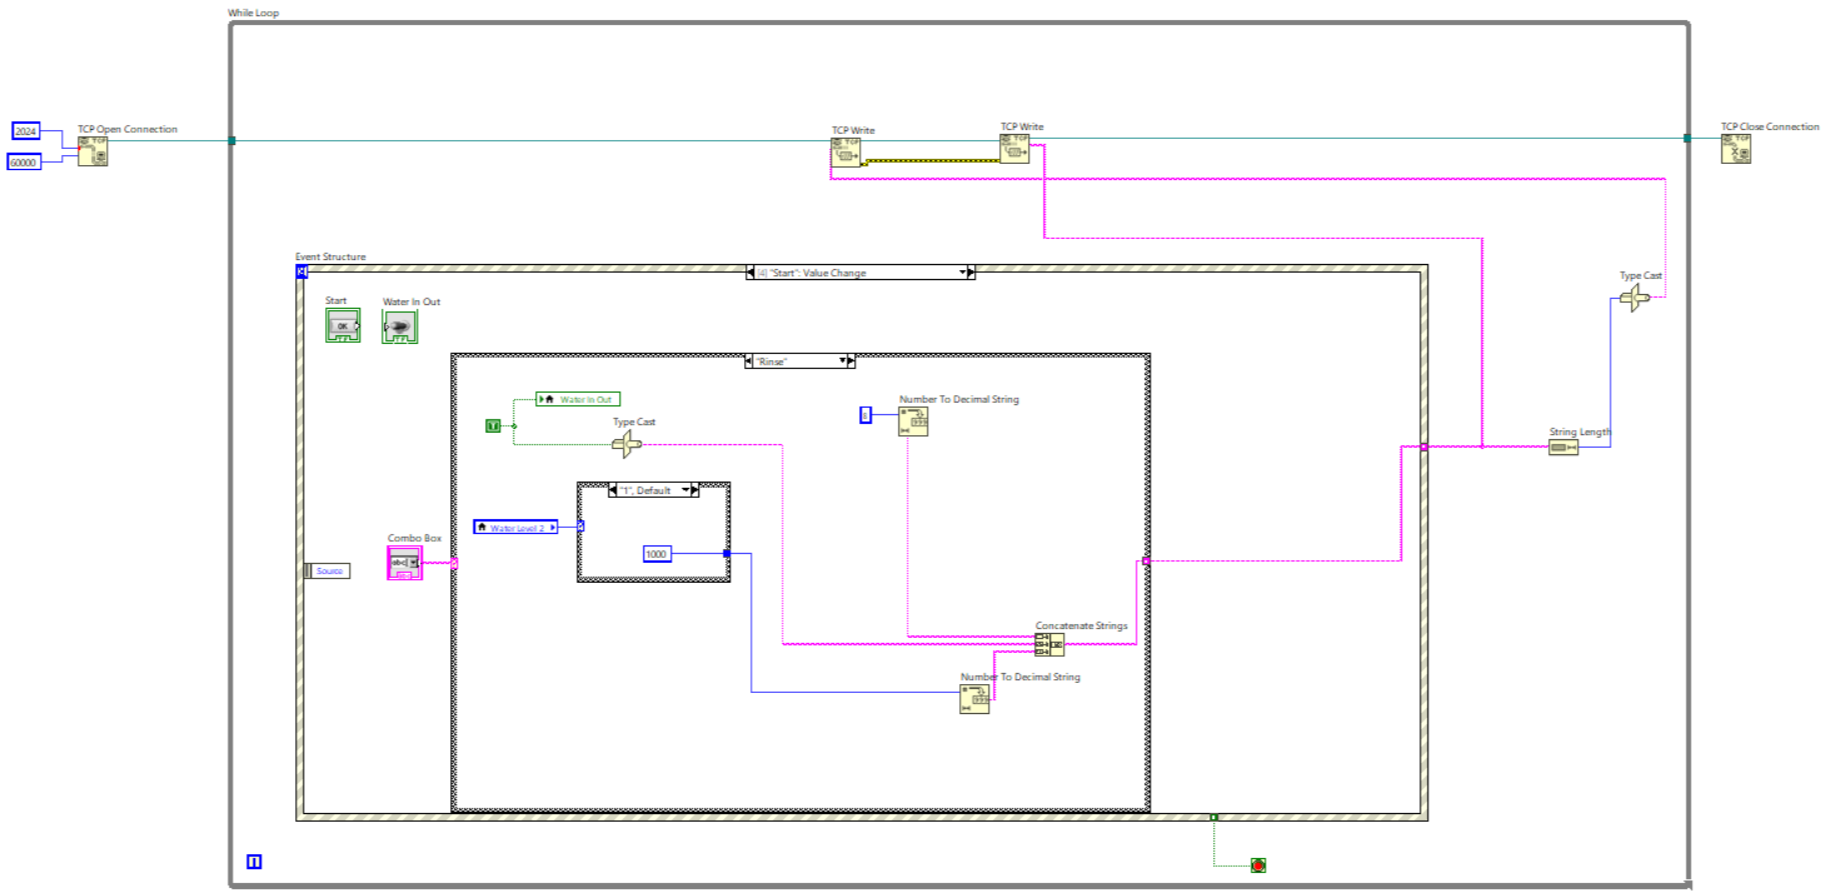 While Loop
2024
TCP Open Connection
60000
TCP Write
TCP Write
TCP Close Connection
Event Structure
[4] "Start": Value Change
Start
OK
Water In Out
Type Cast
"Rinse"
Water In Out
Number To Decimal String
Type Cast
String Length
"1", Default
Water Level 2
Combo Box
abc
1000
Source
Concatenate Strings
Number To Decimal String
i